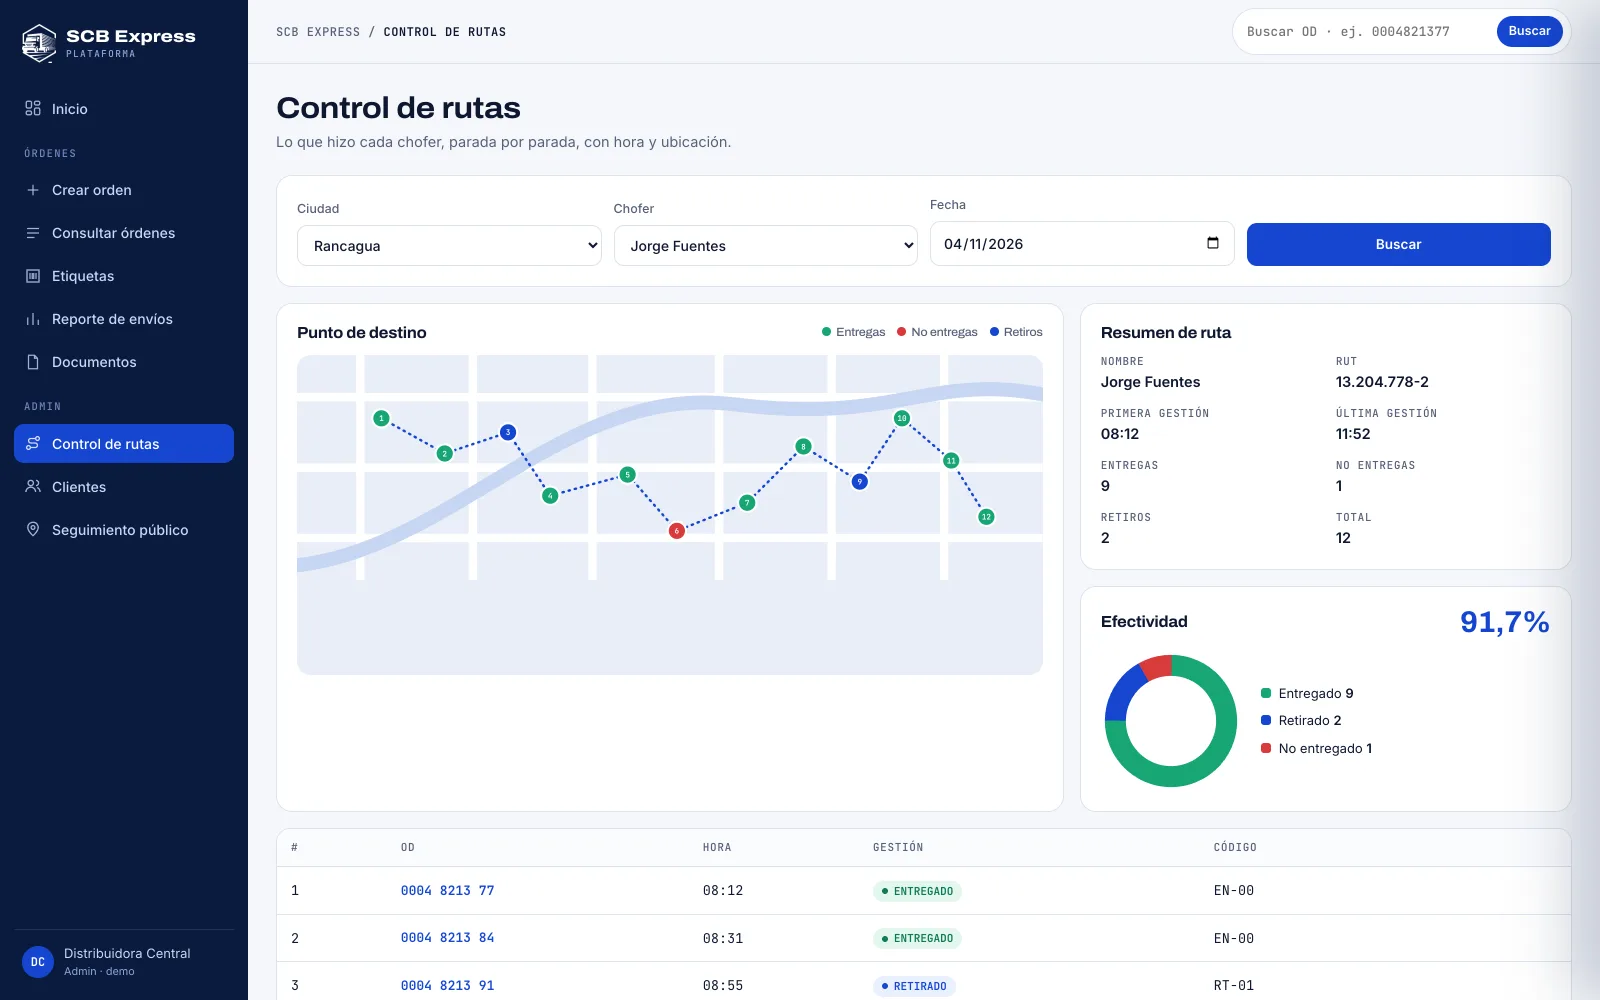 SCB Express
PLATAFORMA
Inicio
ÓRDENES
Crear orden
Consultar órdenes
Etiquetas
Reporte de envíos
Documentos
ADMIN
Control de rutas
Clientes
Seguimiento público
DC
Distribuidora Central
Admin · demo
SCB EXPRESS / CONTROL DE RUTAS
Buscar OD · ej. 0004821377
Buscar
Control de rutas
Lo que hizo cada chofer, parada por parada, con hora y ubicación.
Ciudad
Rancagua
Chofer
Jorge Fuentes
Fecha
04/11/2026
Buscar
Punto de destino
Entregas No entregas Retiros
1
2
3
4
5
6
7
8
9
10
11
12
Resumen de ruta
NOMBRE RUT
Jorge Fuentes 13.204.778-2
PRIMERA GESTIÓN ÚLTIMA GESTIÓN
08:12 11:52
ENTREGAS NO ENTREGAS
9 1
RETIROS TOTAL
2 12
Efectividad 91,7%
Entregado 9
Retirado 2
No entregado 1
# OD HORA GESTIÓN CÓDIGO
1 0004 8213 77 08:12 ENTREGADO EN-00
2 0004 8213 84 08:31 ENTREGADO EN-00
3 0004 8213 91 08:55 RETIRADO RT-01